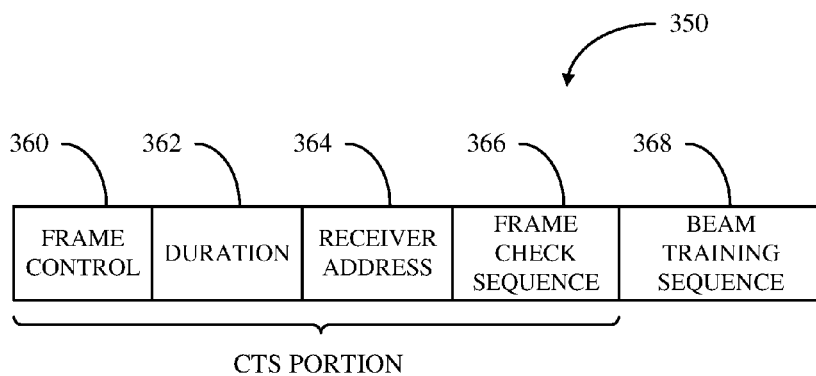 350
360
362
364
366
368
FRAME
CONTROL
DURATION
RECEIVER
ADDRESS
FRAME
CHECK
SEQUENCE
BEAM
TRAINING
SEQUENCE
CTS PORTION